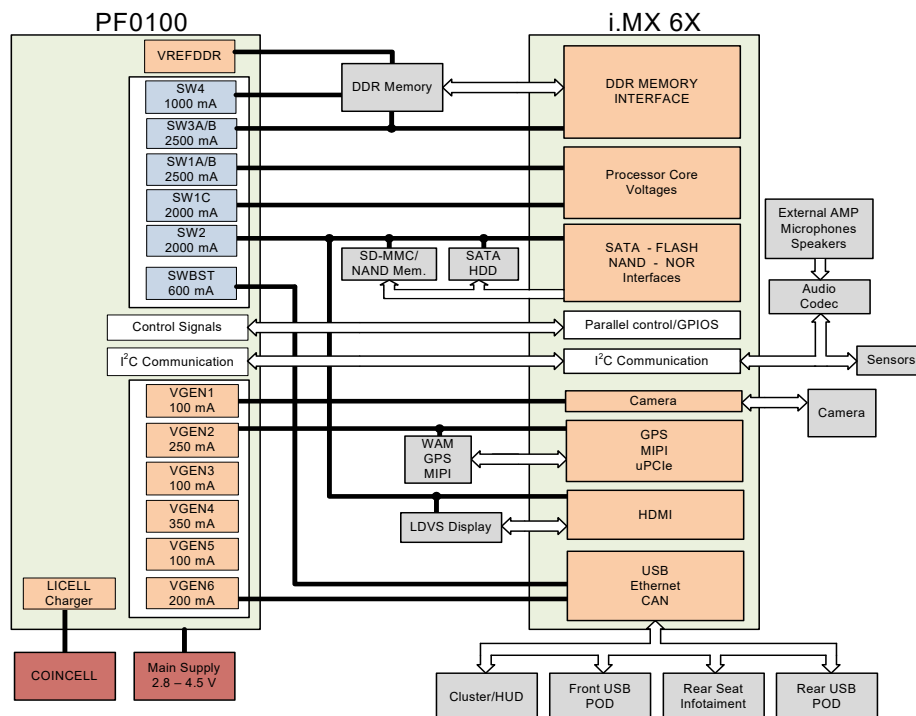 PF0100
i.MX 6X
VREFDDR
SW4
1000 mA
SW3A/B
2500 mA
SW1A/B
2500 mA
SW1C
2000 mA
SW2
2000 mA
SWBST
600 mA
Control Signals
I²C Communication
VGEN1
100 mA
VGEN2
250 mA
VGEN3
100 mA
VGEN4
350 mA
VGEN5
100 mA
VGEN6
200 mA
LICELL
Charger
COINCELL
Main Supply
2.8 – 4.5 V
DDR Memory
SD-MMC/
NAND Mem.
SATA
HDD
WAM
GPS
MIPI
LDVS Display
DDR MEMORY
INTERFACE
Processor Core
Voltages
SATA - FLASH
NAND - NOR
Interfaces
Parallel control/GPIOS
I²C Communication
Camera
GPS
MIPI
uPCIe
HDMI
USB
Ethernet
CAN
External AMP
Microphones
Speakers
Audio
Codec
Sensors
Camera
Cluster/HUD
Front USB
POD
Rear Seat
Infotaiment
Rear USB
POD